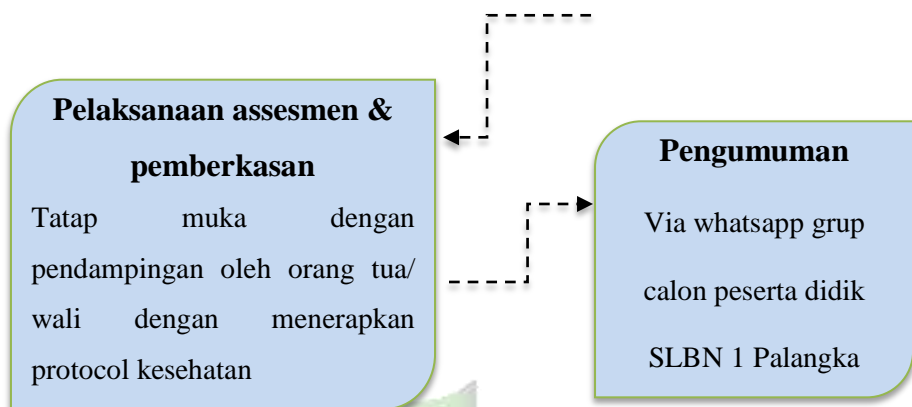 Pelaksanaan assesmen &
pemberkasan
Tatap muka dengan
pendampingan oleh orang tua/
wali dengan menerapkan
protocol kesehatan
Pengumuman
Via whatsapp grup
calon peserta didik
SLBN 1 Palangka